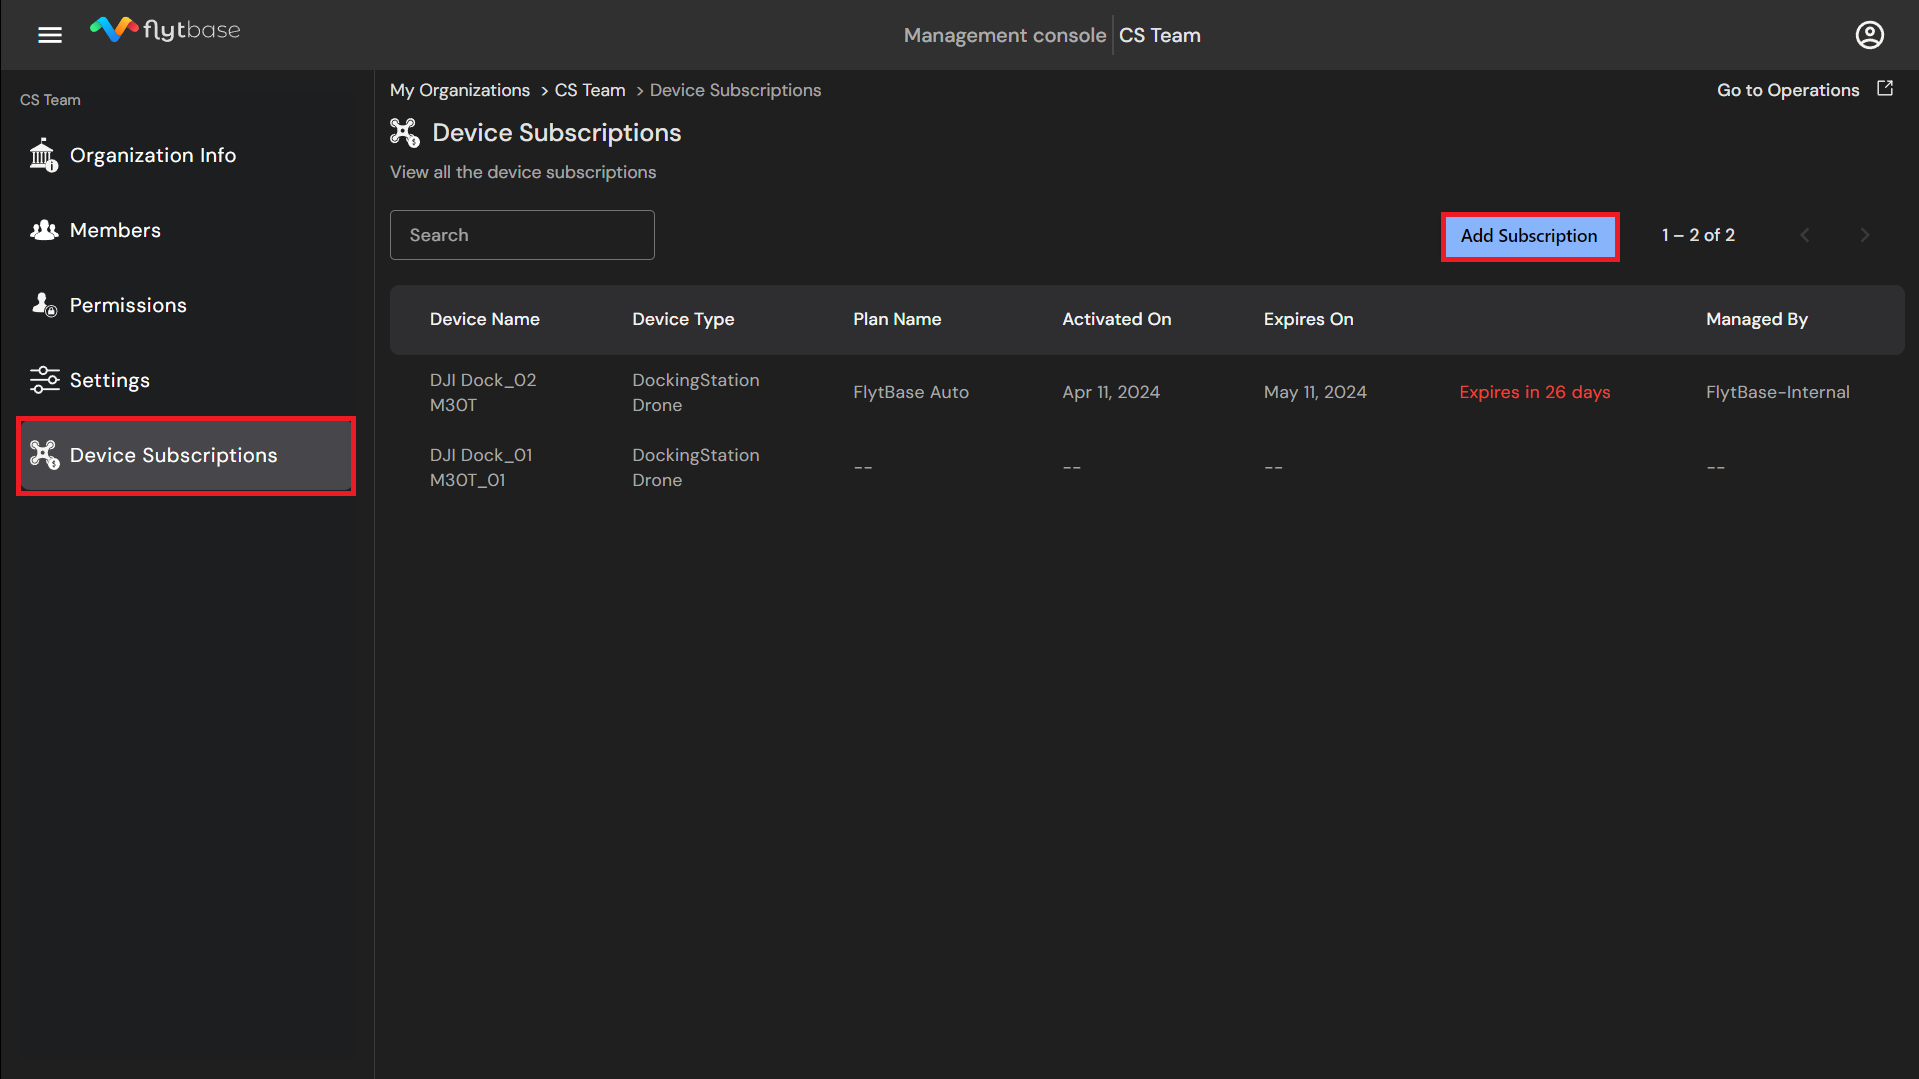 flytbase
Management console | CS Team
CS Team
Organization Info
Members
Permissions
Settings
Device Subscriptions
My Organizations > CS Team > Device Subscriptions
Go to Operations
Device Subscriptions
View all the device subscriptions
Search
Add Subscription
1 – 2 of 2
Device Name Device Type Plan Name Activated On Expires On Managed By
DJI Dock_02 DockingStation
M30T Drone
FlytBase Auto Apr 11, 2024 May 11, 2024 Expires in 26 days FlytBase-Internal
DJI Dock_01 DockingStation
M30T_01 Drone
-- -- -- --